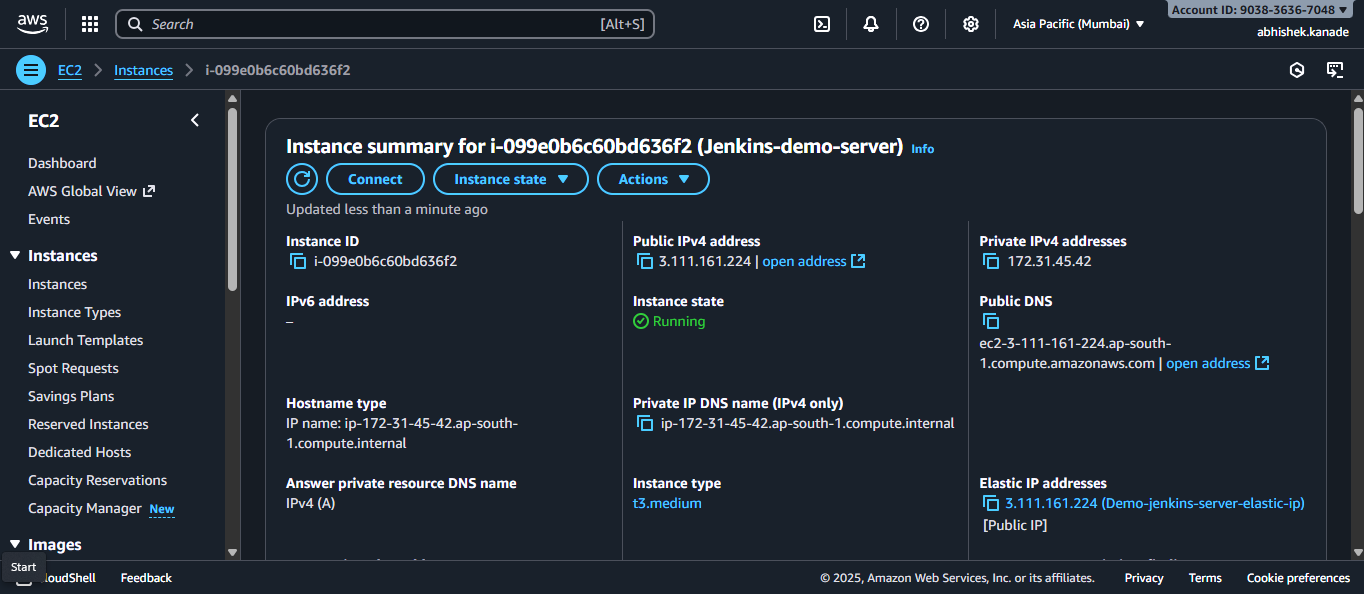 aws
Search [Alt+S]
Asia Pacific (Mumbai)
Account ID: 9038-3636-7048
abhishek.kanade
EC2 > Instances > i-099e0b6c60bd636f2
EC2
Dashboard
AWS Global View
Events
Instances
Instances
Instance Types
Launch Templates
Spot Requests
Savings Plans
Reserved Instances
Dedicated Hosts
Capacity Reservations
Capacity Manager New
Images
Instance summary for i-099e0b6c60bd636f2 (Jenkins-demo-server) Info
Connect
Instance state
Actions
Updated less than a minute ago
Instance ID
i-099e0b6c60bd636f2
Public IPv4 address
3.111.161.224 | open address
Private IPv4 addresses
172.31.45.42
IPv6 address
–
Instance state
Running
Public DNS
ec2-3-111-161-224.ap-south-
1.compute.amazonaws.com | open address
Hostname type
IP name: ip-172-31-45-42.ap-south-
1.compute.internal
Private IP DNS name (IPv4 only)
ip-172-31-45-42.ap-south-1.compute.internal
Answer private resource DNS name
IPv4 (A)
Instance type
t3.medium
Elastic IP addresses
3.111.161.224 (Demo-jenkins-server-elastic-ip)
[Public IP]
Start
loudShell
Feedback
© 2025, Amazon Web Services, Inc. or its affiliates.
Privacy
Terms
Cookie preferences